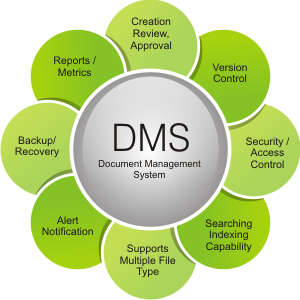 Creation
Review,
Approval
Version
Control
Security /
Access
Control
Searching
Indexing
Capability
Supports
Multiple File
Type
Alert
Notification
Backup/
Recovery
Reports /
Metrics
DMS
Document Management
System